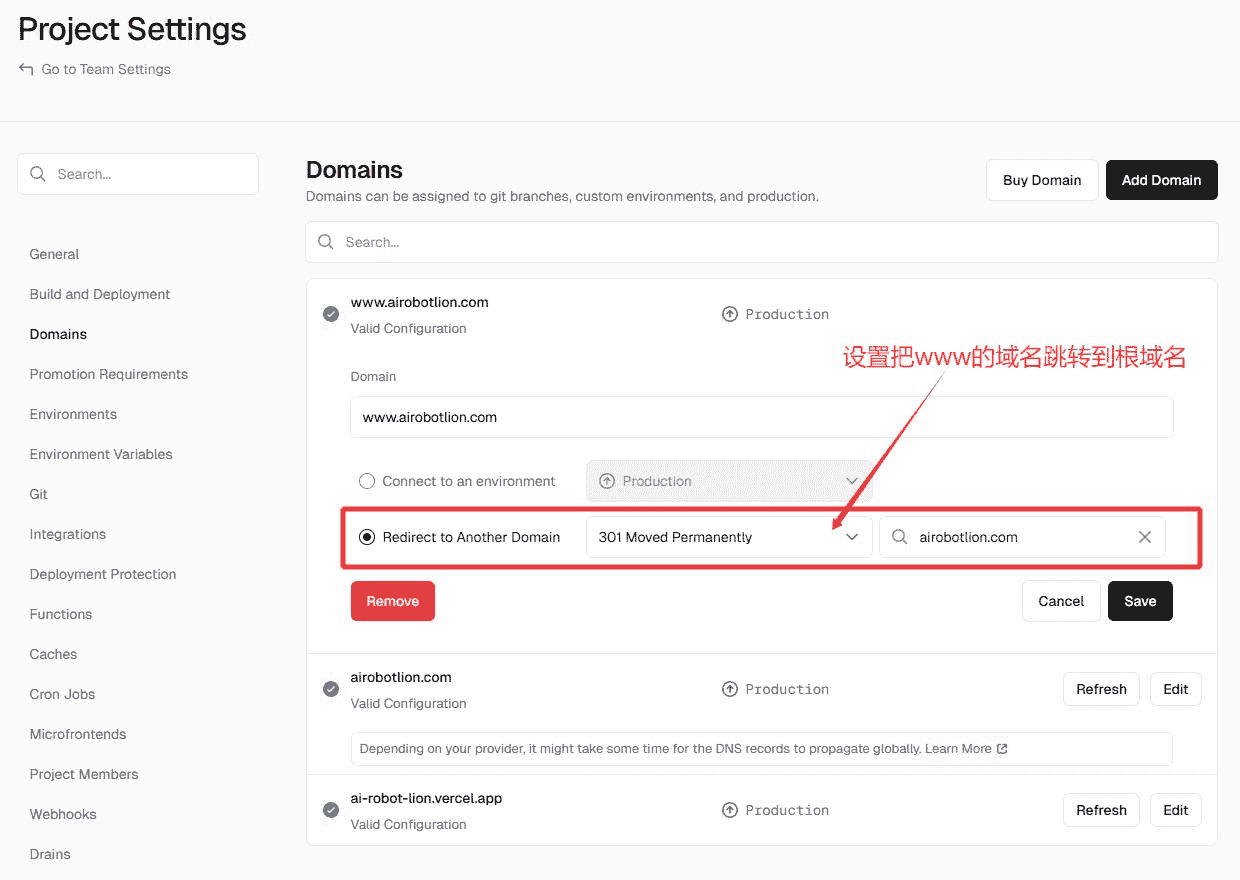 Project Settings
Go to Team Settings
Search...
General
Build and Deployment
Domains
Promotion Requirements
Environments
Environment Variables
Git
Integrations
Deployment Protection
Functions
Caches
Cron Jobs
Microfrontends
Project Members
Webhooks
Drains
Domains
Domains can be assigned to git branches, custom environments, and production.
Buy Domain
Add Domain
Search...
www.airobotlion.com
Valid Configuration
Production
设置把www的域名跳转到根域名
Domain
www.airobotlion.com
Connect to an environment
Production
Redirect to Another Domain
301 Moved Permanently
airobotlion.com
Remove
Cancel
Save
airobotlion.com
Valid Configuration
Production
Refresh
Edit
Depending on your provider, it might take some time for the DNS records to propagate globally. Learn More
ai-robot-lion.vercel.app
Valid Configuration
Production
Refresh
Edit